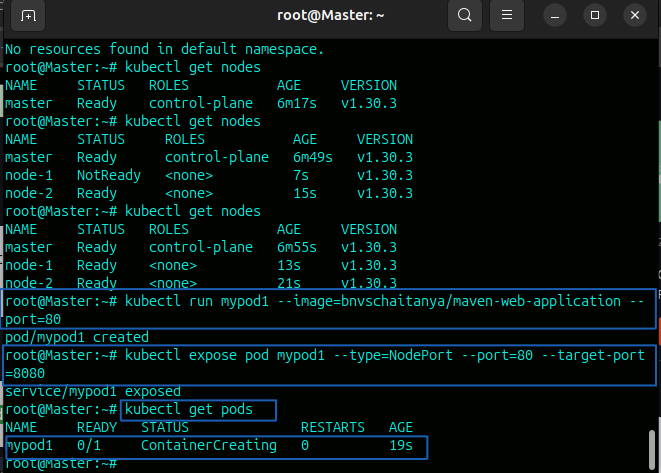 root@Master: ~
No resources found in default namespace.
root@Master:~# kubectl get nodes
NAME STATUS ROLES AGE VERSION
master Ready control-plane 6m17s v1.30.3
root@Master:~# kubectl get nodes
NAME STATUS ROLES AGE VERSION
master Ready control-plane 6m49s v1.30.3
node-1 NotReady <none> 7s v1.30.3
node-2 Ready <none> 15s v1.30.3
root@Master:~# kubectl get nodes
NAME STATUS ROLES AGE VERSION
master Ready control-plane 6m55s v1.30.3
node-1 Ready <none> 13s v1.30.3
node-2 Ready <none> 21s v1.30.3
root@Master:~# kubectl run mypod1 --image=bnvschaitanya/maven-web-application --
port=80
pod/mypod1 created
root@Master:~# kubectl expose pod mypod1 --type=NodePort --port=80 --target-port
=8080
service/mypod1 exposed
root@Master:~# kubectl get pods
NAME READY STATUS RESTARTS AGE
mypod1 0/1 ContainerCreating 0 19s
root@Master:~#